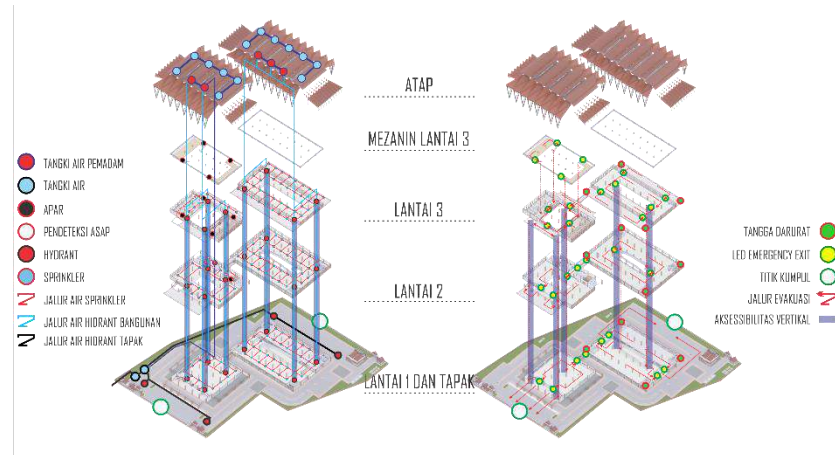 ATAP
MEZANIN LANTAI 3
LANTAI 3
LANTAI 2
LANTAI 1 DAN TAPAK
TANGKI AIR PEMADAM
TANGKI AIR
APAR
PENDETEKSI ASAP
HYDRANT
SPRINKLER
JALUR AIR SPRINKLER
JALUR AIR HIDRANT BANGUNAN
JALUR AIR HIDRANT TAPAK
TANGGA DARURAT
LED EMERGENCY EXIT
TITIK KUMPUL
JALUR EVAKUASI
AKSESSIBILITAS VERTIKAL